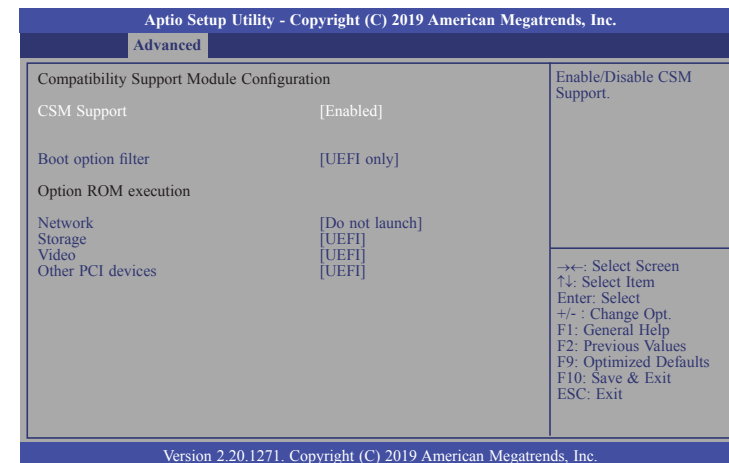 Aptio Setup Utility - Copyright (C) 2019 American Megatrends, Inc.
Advanced
Compatibility Support Module Configuration
CSM Support [Enabled]
Boot option filter [UEFI only]
Option ROM execution
Network [Do not launch]
Storage [UEFI]
Video [UEFI]
Other PCI devices [UEFI]
Enable/Disable CSM
Support.
→←: Select Screen
↑↓: Select Item
Enter: Select
+/- : Change Opt.
F1: General Help
F2: Previous Values
F9: Optimized Defaults
F10: Save & Exit
ESC: Exit
Version 2.20.1271. Copyright (C) 2019 American Megatrends, Inc.